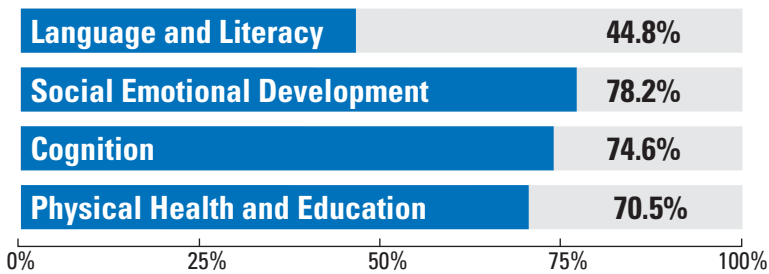 Language and Literacy 44.8%
Social Emotional Development 78.2%
Cognition 74.6%
Physical Health and Education 70.5%
0% 25% 50% 75% 100%